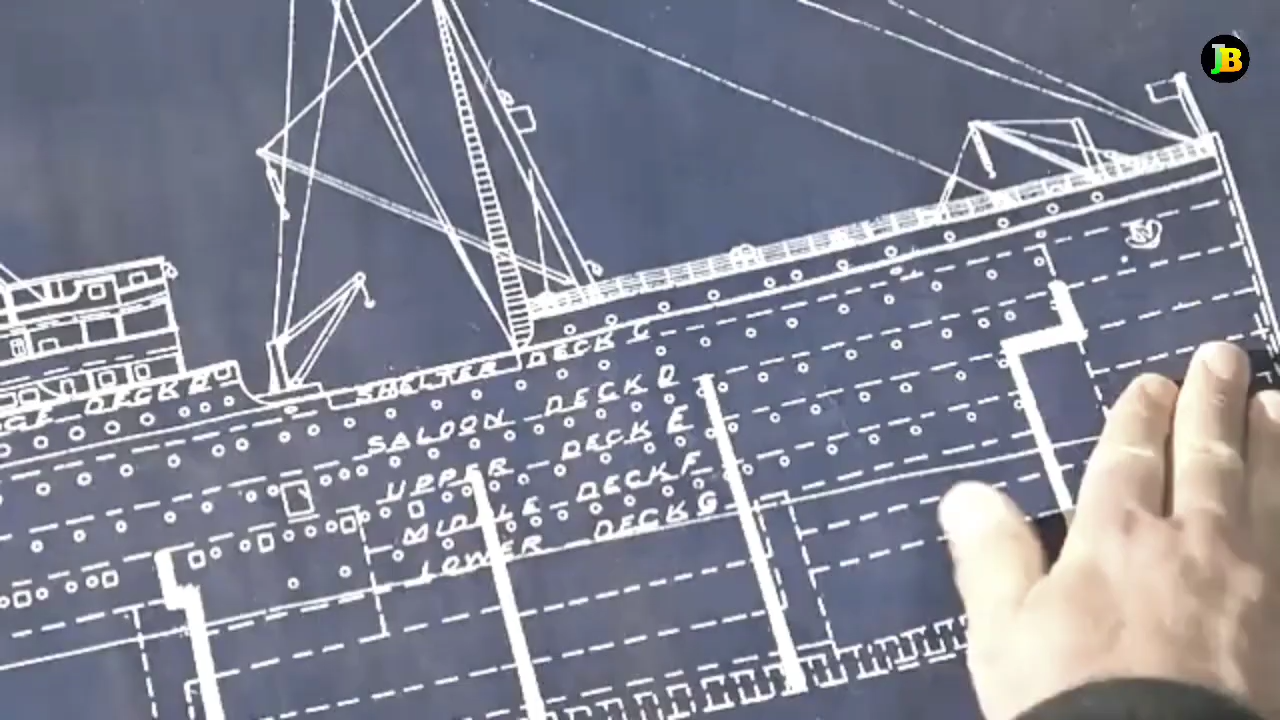 JB
DECK B
SHELTER DECK C
SALOON DECK D
UPPER DECK E
MIDDLE DECK F
LOWER DECK G